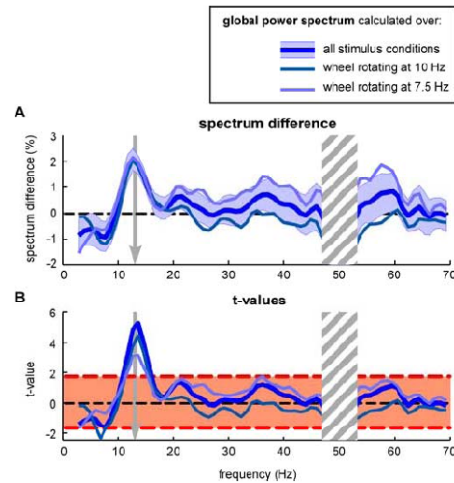 global power spectrum calculated over:
all stimulus conditions
wheel rotating at 10 Hz
wheel rotating at 7.5 Hz
A
spectrum difference
spectrum difference (%)
3
2
1
0
-1
-2
0
10
20
30
40
50
60
70
B
t-values
t-value
6
4
2
0
-2
0
10
20
30
40
50
60
70
frequency (Hz)